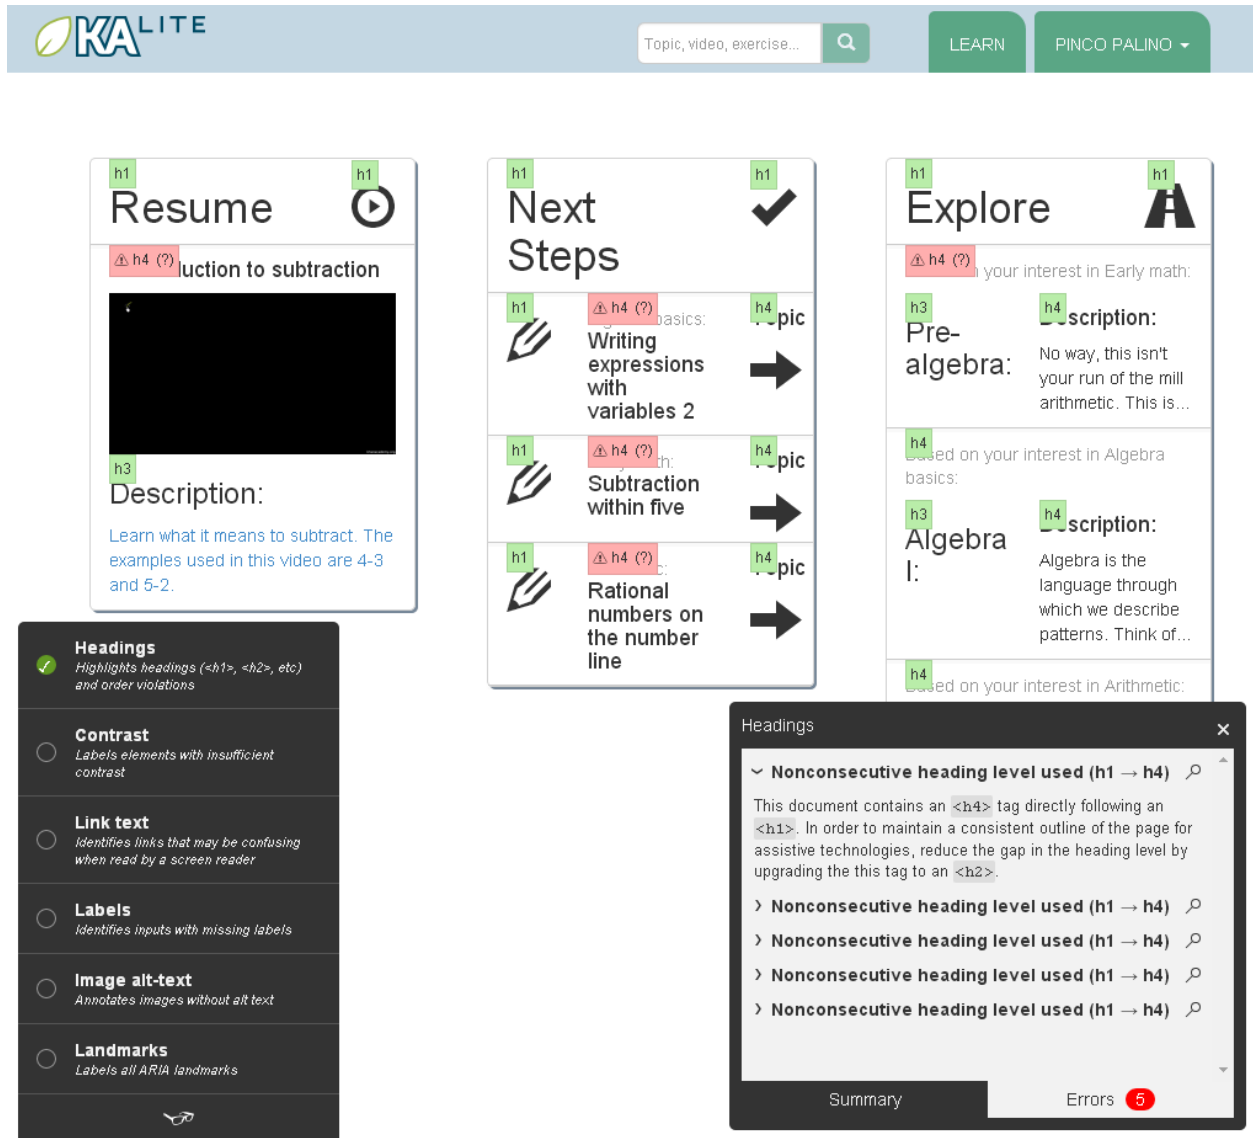 KA LITE
Topic, video, exercise...
LEARN
PINCO PALINO
h1
h1
Resume
h4 (?)
uction to subtraction
h3
Description:
Learn what it means to subtract. The
examples used in this video are 4-3
and 5-2.
h1
h1
Next
Steps
h1
h4 (?)
h4
basics:
Topic
Writing
expressions
with
variables 2
h1
h4 (?)
h4
Topic
Subtraction
within five
h1
h4 (?)
h4
Topic
Rational
numbers on
the number
line
h1
h1
Explore
h4 (?)
your interest in Early math:
h3
h4
Pre-
algebra:
Description:
No way, this isn't
your run of the mill
arithmetic. This is...
h4
Based on your interest in Algebra
basics:
h3
h4
Algebra
I:
Description:
Algebra is the
language through
which we describe
patterns. Think of...
h4
Based on your interest in Arithmetic:
Headings
Highlights headings (<h1>, <h2>, etc)
and order violations
Contrast
Labels elements with insufficient
contrast
Link text
Identifies links that may be confusing
when read by a screen reader
Labels
Identifies inputs with missing labels
Image alt-text
Annotates images without alt text
Landmarks
Labels all ARIA landmarks
Headings
×
Nonconsecutive heading level used (h1 → h4)
This document contains an <h4> tag directly following an
<h1>. In order to maintain a consistent outline of the page for
assistive technologies, reduce the gap in the heading level by
upgrading the this tag to an <h2>.
Nonconsecutive heading level used (h1 → h4)
Nonconsecutive heading level used (h1 → h4)
Nonconsecutive heading level used (h1 → h4)
Nonconsecutive heading level used (h1 → h4)
Summary
Errors 5